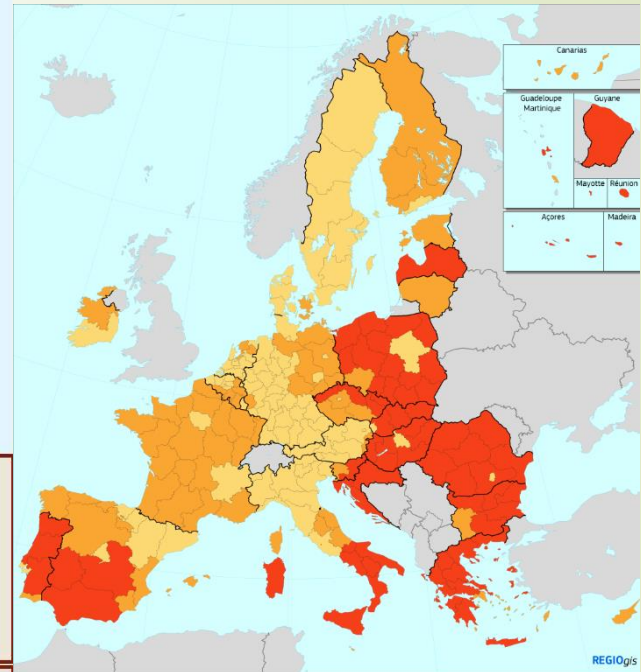 Canarias
Guadeloupe
Martinique
Guyane
Mayotte
Réunion
Açores
Madeira
REGIOgis